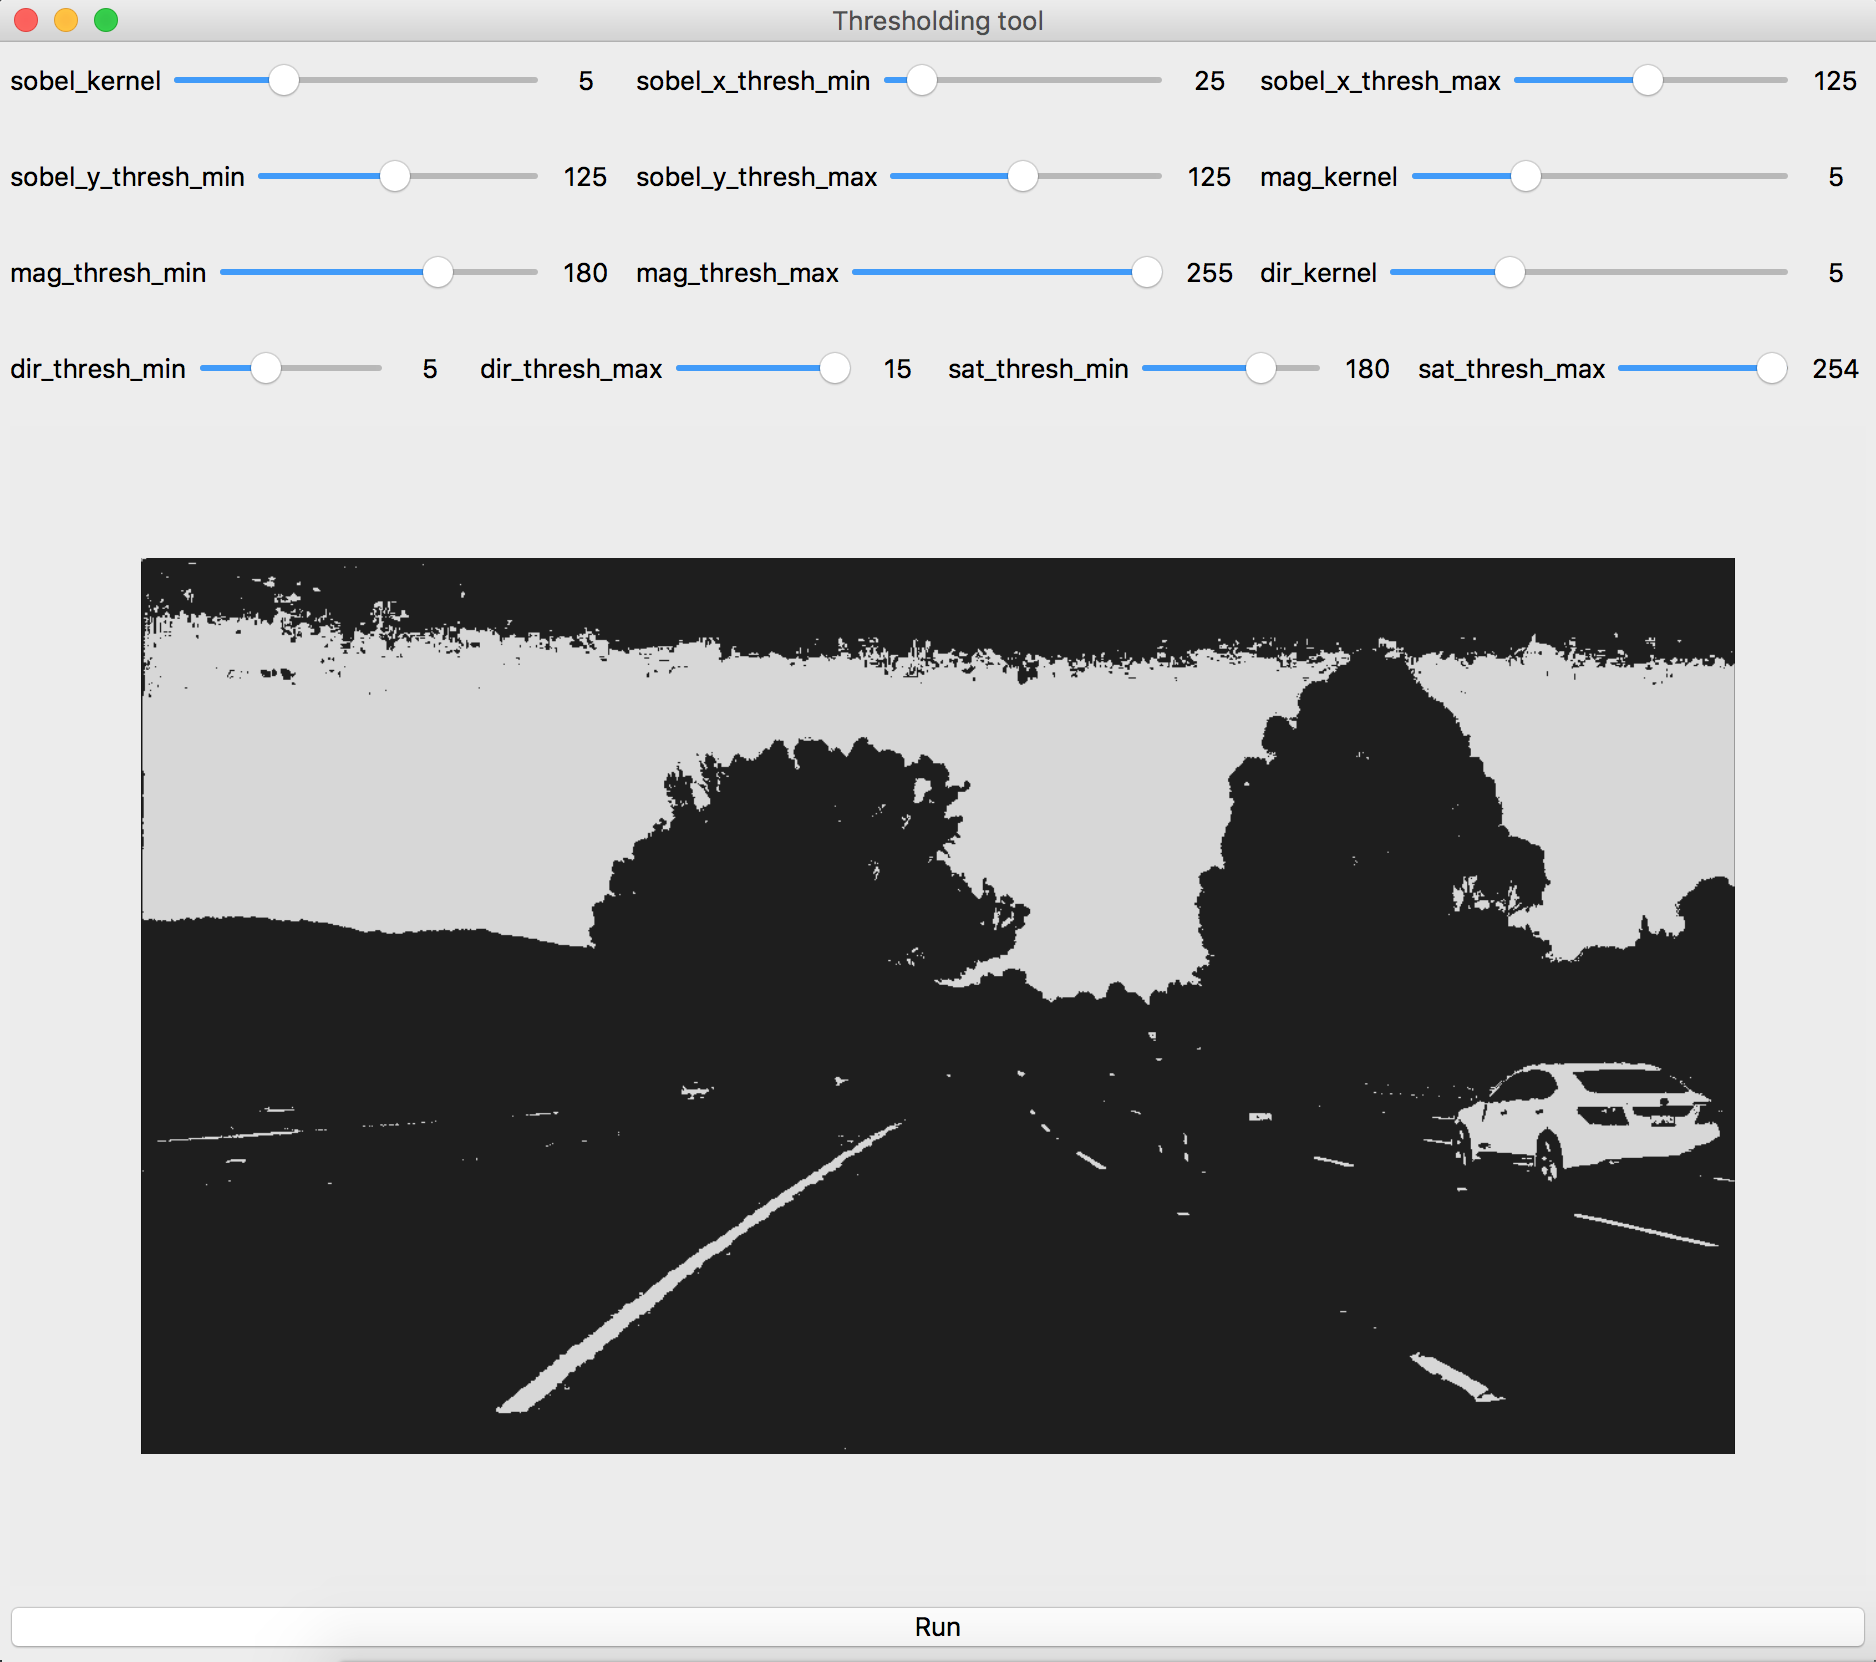 Thresholding tool
sobel_kernel 5 sobel_x_thresh_min 25 sobel_x_thresh_max 125
sobel_y_thresh_min 125 sobel_y_thresh_max 125 mag_kernel 5
mag_thresh_min 180 mag_thresh_max 255 dir_kernel 5
dir_thresh_min 5 dir_thresh_max 15 sat_thresh_min 180 sat_thresh_max 254
Run